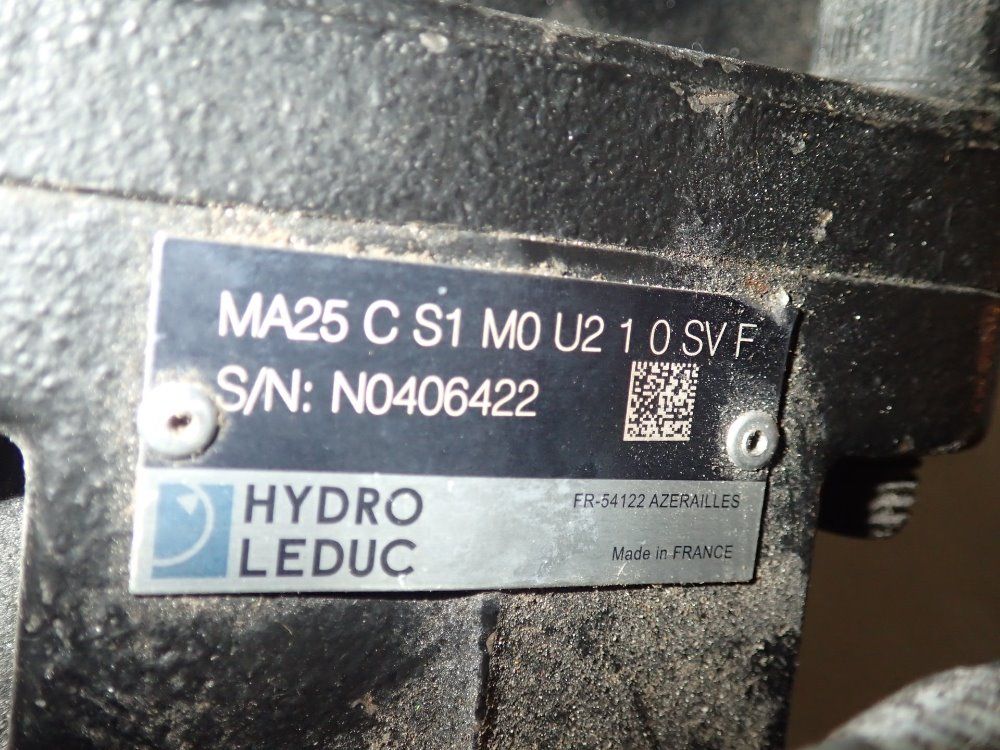 MA25 C S1 M0 U2 1 0 SV F
S/N: N0406422
HYDRO
LEDUC
FR-54122 AZERAILLES
Made in FRANCE